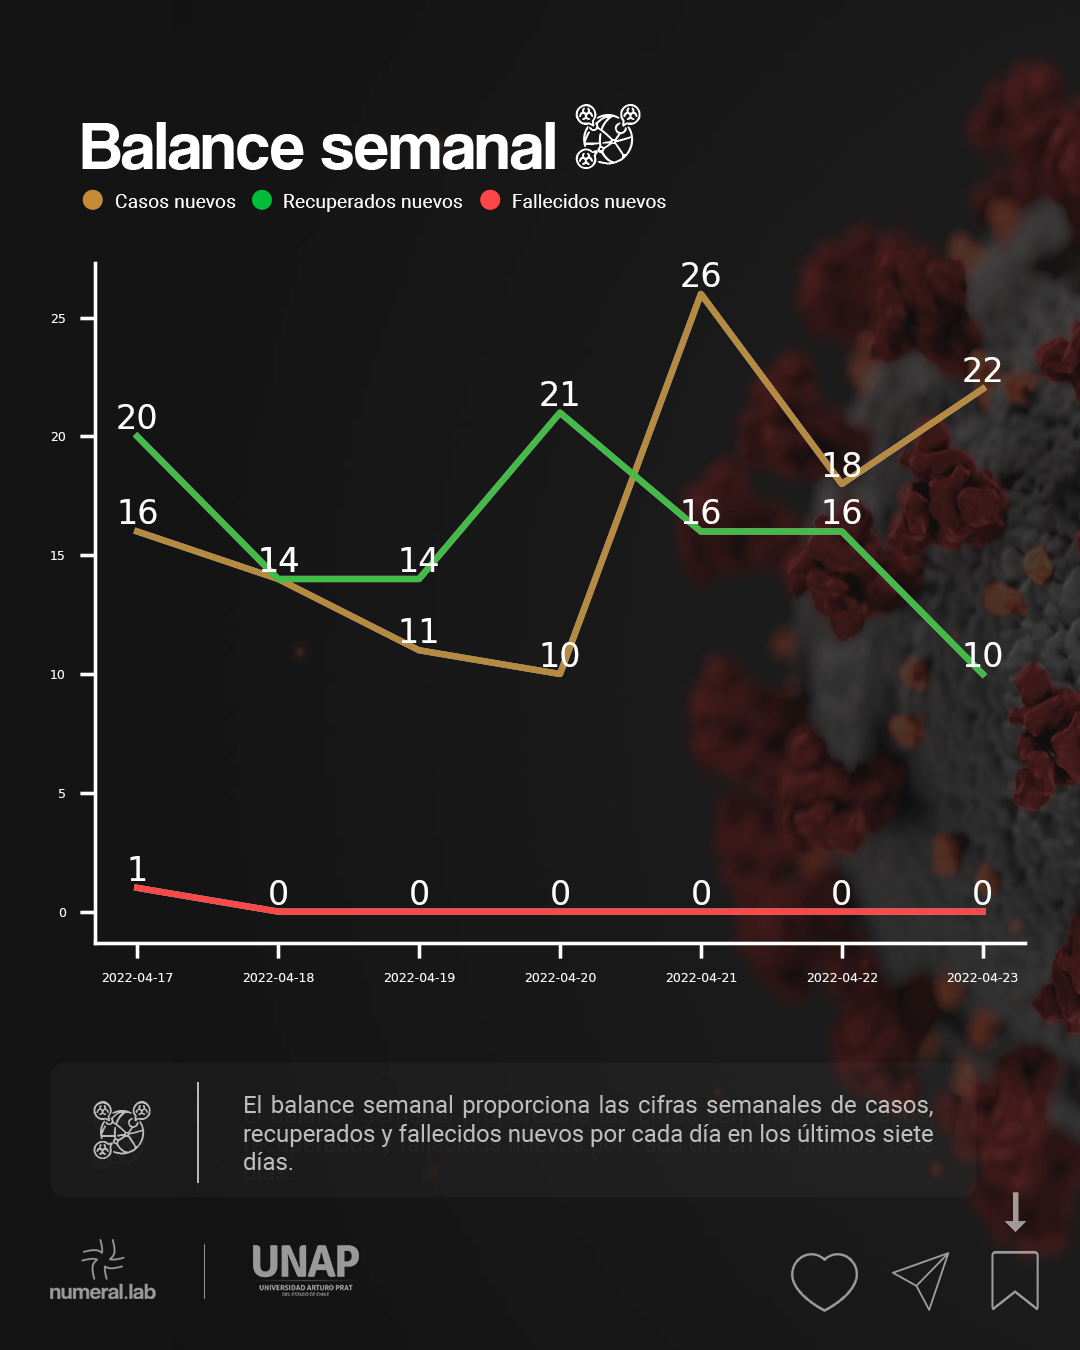 Balance semanal
Casos nuevos Recuperados nuevos Fallecidos nuevos
26
25
22
21
20
20
18
16
16
16
15
14
14
11
10
10
10
5
1
0
0
0
0
0
0
0
2022-04-17 2022-04-18 2022-04-19 2022-04-20 2022-04-21 2022-04-22 2022-04-23
El balance semanal proporciona las cifras semanales de casos,
recuperados y fallecidos nuevos por cada día en los últimos siete
días.
numeral.lab
UNAP
UNIVERSIDAD ARTURO PRAT
DEL ESTADO DE CHILE